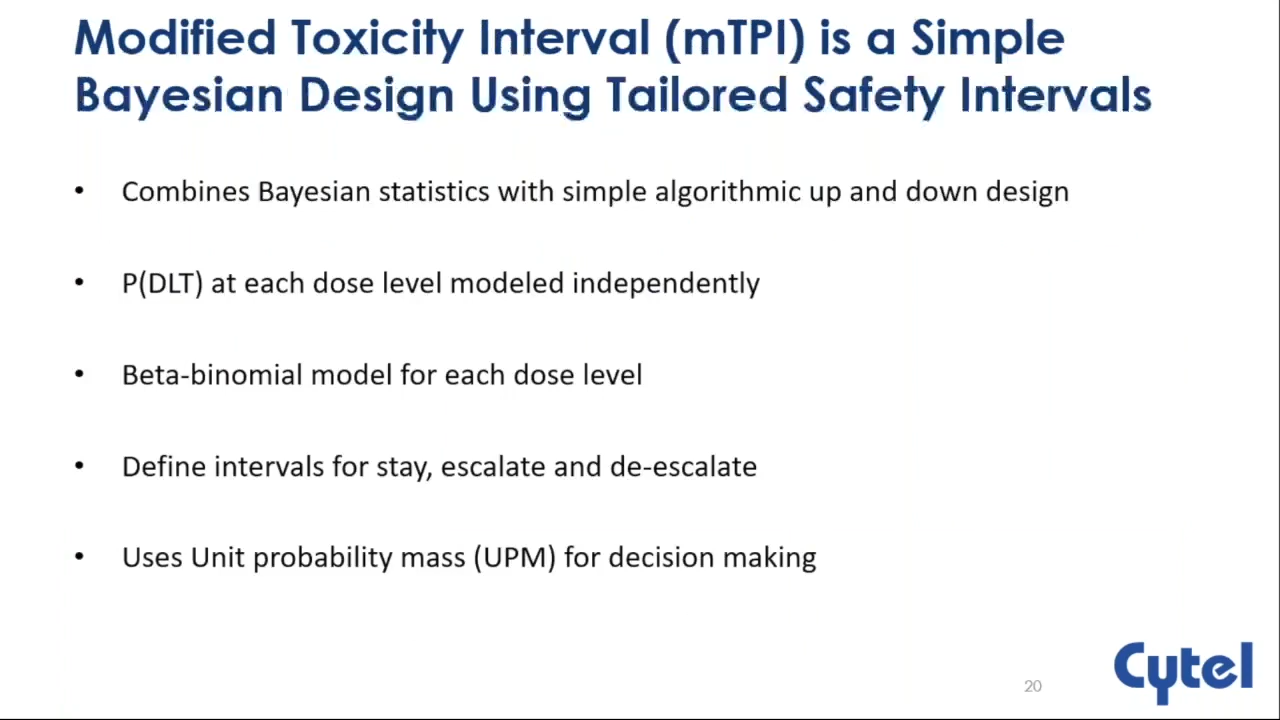 Modified Toxicity Interval (mTPI) is a Simple
Bayesian Design Using Tailored Safety Intervals
• Combines Bayesian statistics with simple algorithmic up and down design
• P(DLT) at each dose level modeled independently
• Beta-binomial model for each dose level
• Define intervals for stay, escalate and de-escalate
• Uses Unit probability mass (UPM) for decision making
20
Cytel